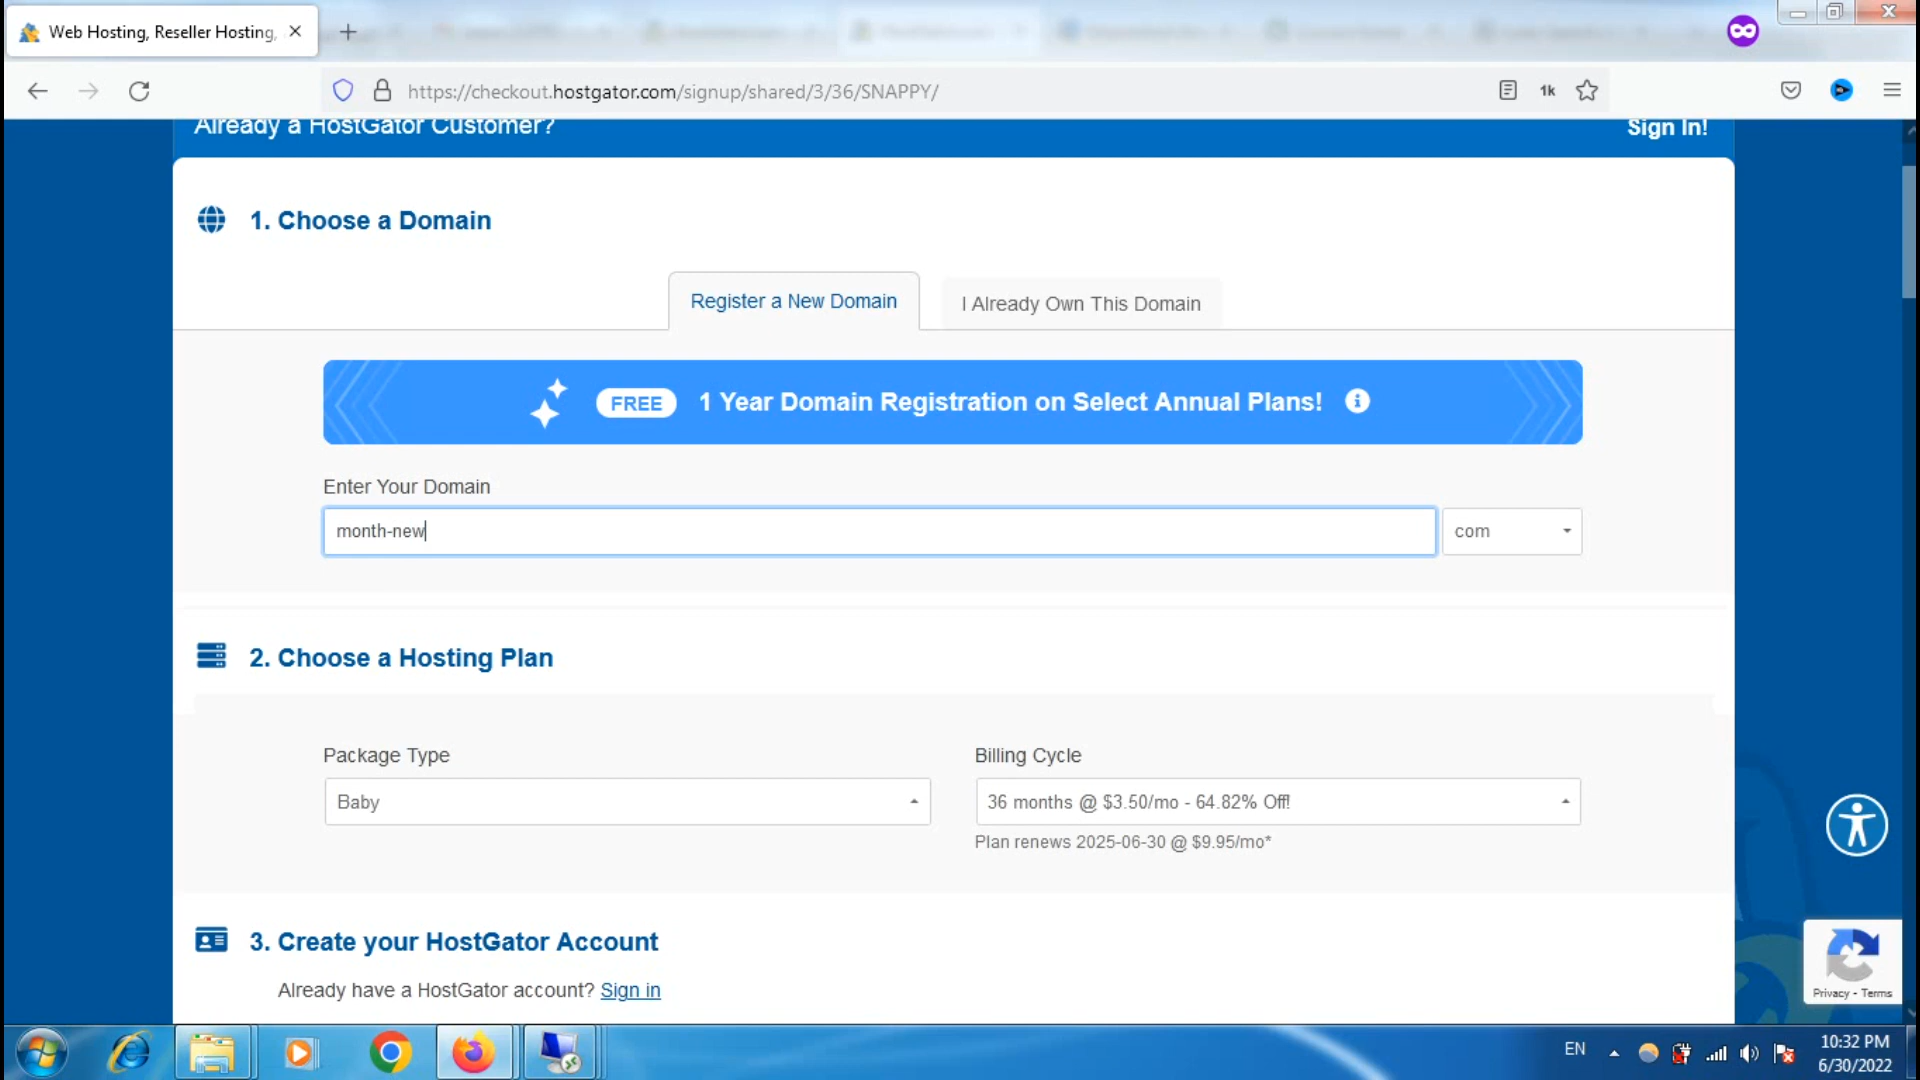 Web Hosting, Reseller Hosting,
https://checkout.hostgator.com/signup/shared/3/36/SNAPPY/
1k
Already a HostGator Customer?
Sign In!
1. Choose a Domain
Register a New Domain
I Already Own This Domain
FREE 1 Year Domain Registration on Select Annual Plans!
Enter Your Domain
month-new
com
2. Choose a Hosting Plan
Package Type
Billing Cycle
Baby
36 months @ $3.50/mo - 64.82% Off!
Plan renews 2025-06-30 @ $9.95/mo*
3. Create your HostGator Account
Already have a HostGator account? Sign in
Privacy - Terms
EN
10:32 PM
6/30/2022